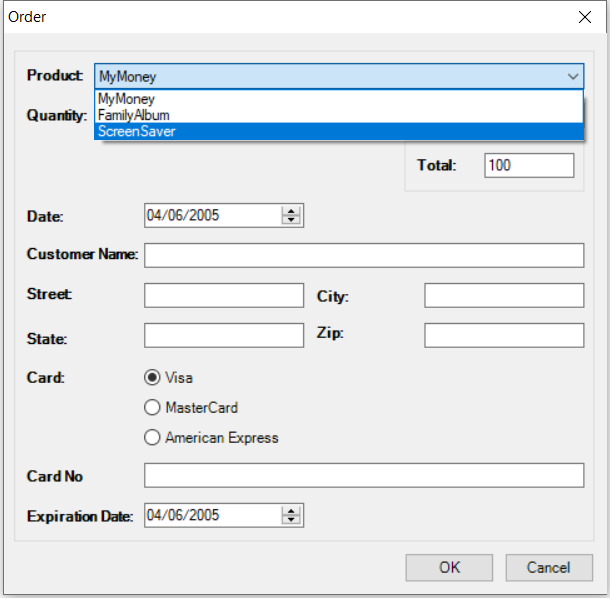 Order
Product: MyMoney
MyMoney
Quantity: FamilyAlbum
ScreenSaver
Total: 100
Date: 04/06/2005
Customer Name:
Street: City:
State: Zip:
Card: Visa
MasterCard
American Express
Card No
Expiration Date: 04/06/2005
OK Cancel